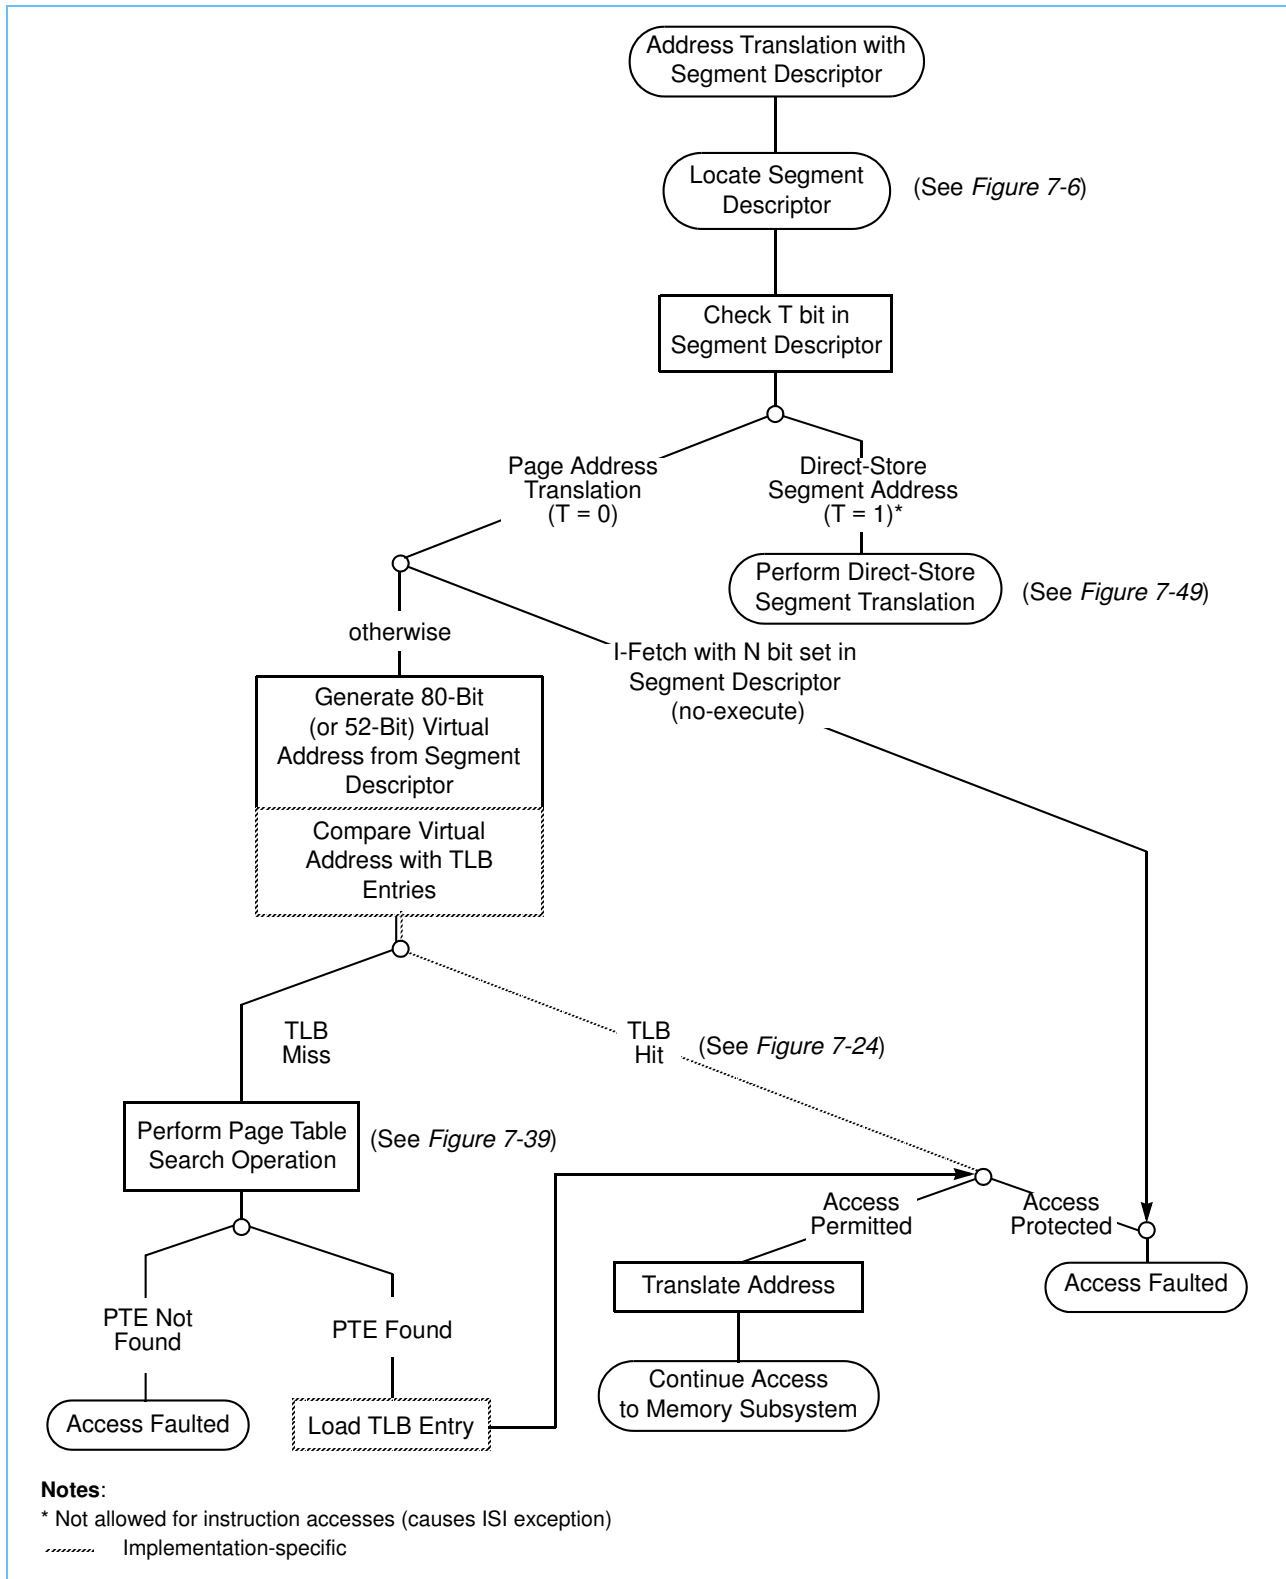 Address Translation with
Segment Descriptor
Locate Segment
Descriptor
(See Figure 7-6)
Check T bit in
Segment Descriptor
Page Address
Translation
(T = 0)
Direct-Store
Segment Address
(T = 1)*
Perform Direct-Store
Segment Translation
(See Figure 7-49)
otherwise
I-Fetch with N bit set in
Segment Descriptor
(no-execute)
Generate 80-Bit
(or 52-Bit) Virtual
Address from Segment
Descriptor
Compare Virtual
Address with TLB
Entries
TLB
Miss
TLB
Hit
(See Figure 7-24)
Perform Page Table
Search Operation
(See Figure 7-39)
Access
Permitted
Access
Protected
Translate Address
Access Faulted
PTE Not
Found
PTE Found
Continue Access
to Memory Subsystem
Access Faulted
Load TLB Entry
Notes:
* Not allowed for instruction accesses (causes ISI exception)
Implementation-specific